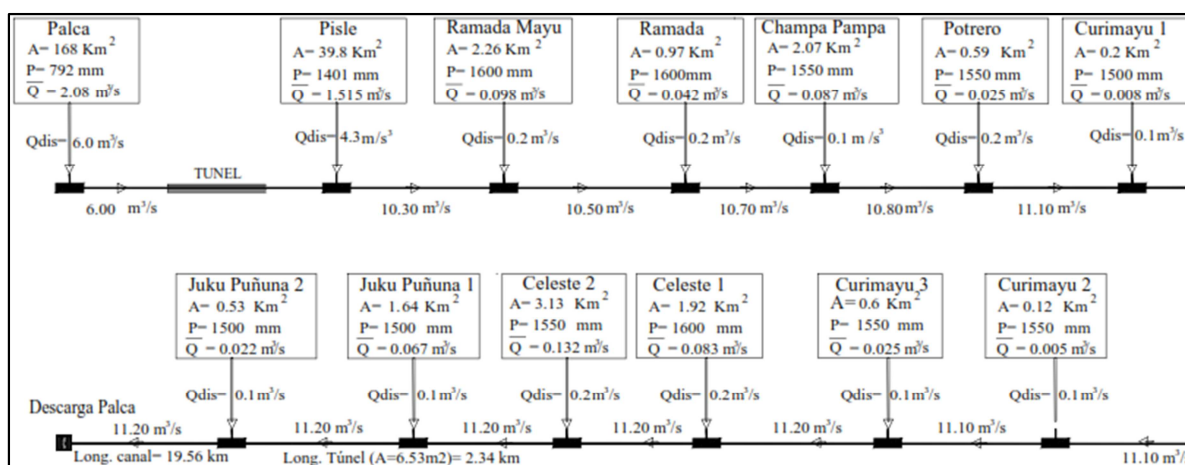 Palca
A= 168 Km²
P= 792 mm
Q̅ = 2.08 m³/s
Pisle
A= 39.8 Km²
P= 1401 mm
Q̅ = 1.515 m³/s
Ramada Mayu
A= 2.26 Km²
P= 1600 mm
Q̅ = 0.098 m³/s
Ramada
A= 0.97 Km²
P= 1600mm
Q̅ = 0.042 m³/s
Champa Pampa
A= 2.07 Km²
P= 1550 mm
Q̅ = 0.087 m³/s
Potrero
A= 0.59 Km²
P= 1550 mm
Q̅ = 0.025 m³/s
Curimayu 1
A= 0.2 Km²
P= 1500 mm
Q̅ = 0.008 m³/s
Qdis= 6.0 m³/s
Qdis= 4.3m/s³
Qdis= 0.2 m³/s
Qdis= 0.2 m³/s
Qdis= 0.1 m /s³
Qdis= 0.2 m³/s
Qdis= 0.1m³/s
TUNEL
6.00 m³/s
10.30 m³/s
10.50 m³/s
10.70 m³/s
10.80m³/s
11.10 m³/s
Juku Puñuna 2
A= 0.53 Km²
P= 1500 mm
Q̅ = 0.022 m³/s
Juku Puñuna 1
A= 1.64 Km²
P= 1500 mm
Q̅ = 0.067 m³/s
Celeste 2
A= 3.13 Km²
P= 1550 mm
Q̅ = 0.132 m³/s
Celeste 1
A= 1.92 Km²
P= 1600 mm
Q̅ = 0.083 m³/s
Curimayu 3
A= 0.6 Km²
P= 1550 mm
Q̅ = 0.025 m³/s
Curimayu 2
A= 0.12 Km²
P= 1550 mm
Q̅ = 0.005 m³/s
Qdis= 0.1m³/s
Qdis= 0.1m³/s
Qdis= 0.2m³/s
Qdis= 0.2m³/s
Qdis= 0.1m³/s
Qdis= 0.1m³/s
Descarga Palca
11.20 m³/s
11.20 m³/s
11.20 m³/s
11.20 m³/s
11.20 m³/s
11.10 m³/s
11.10 m³/s
Long. canal= 19.56 km
Long. Túnel (A=6.53m2)= 2.34 km